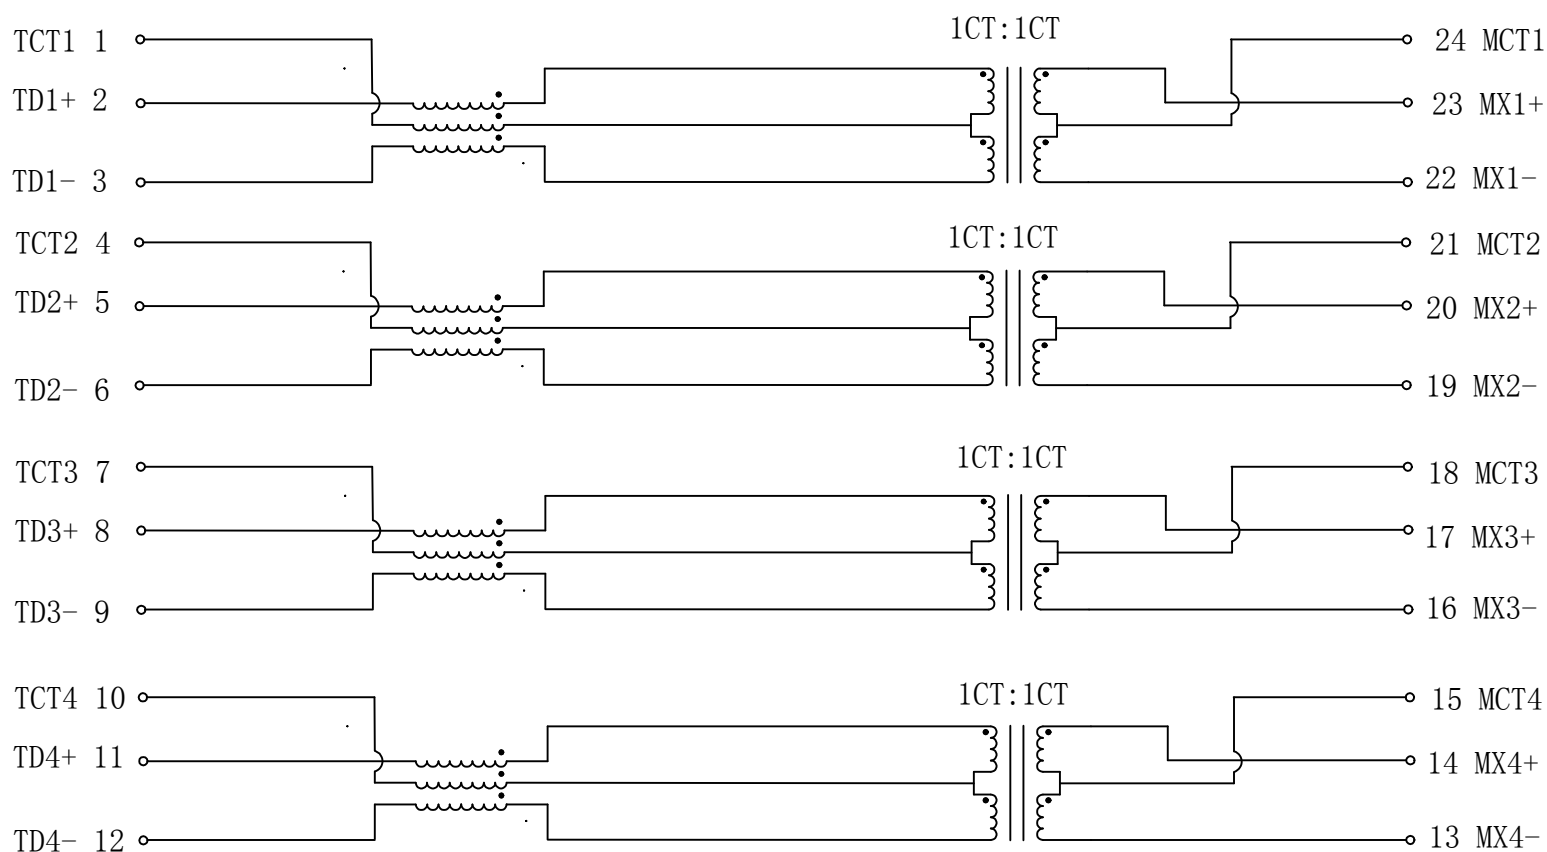 1CT:1CT
TCT1 1 24 MCT1
TD1+ 2 23 MX1+
TD1- 3 22 MX1-
1CT:1CT
TCT2 4 21 MCT2
TD2+ 5 20 MX2+
TD2- 6 19 MX2-
1CT:1CT
TCT3 7 18 MCT3
TD3+ 8 17 MX3+
TD3- 9 16 MX3-
1CT:1CT
TCT4 10 15 MCT4
TD4+ 11 14 MX4+
TD4- 12 13 MX4-